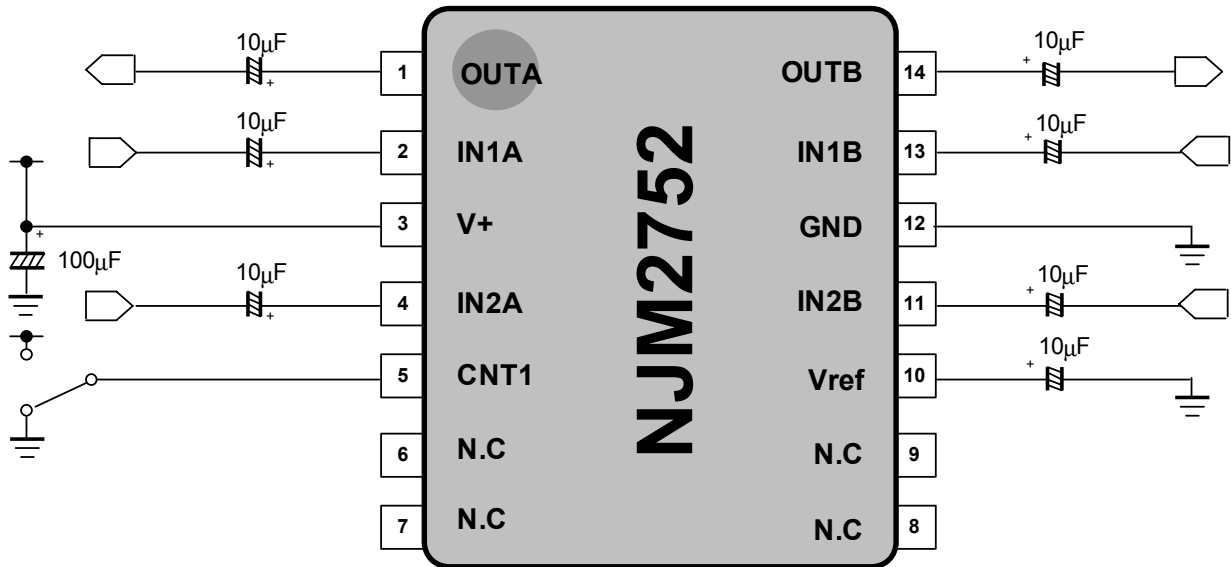 10μF
1
OUTA
10μF
2
IN1A
3
V+
+
100μF
10μF
4
IN2A
5
CNT1
6
N.C
7
N.C
+
+
+
NJM2752
10μF
+
14
OUTB
10μF
+
13
IN1B
12
GND
10μF
+
11
IN2B
10μF
+
10
Vref
9
N.C
8
N.C